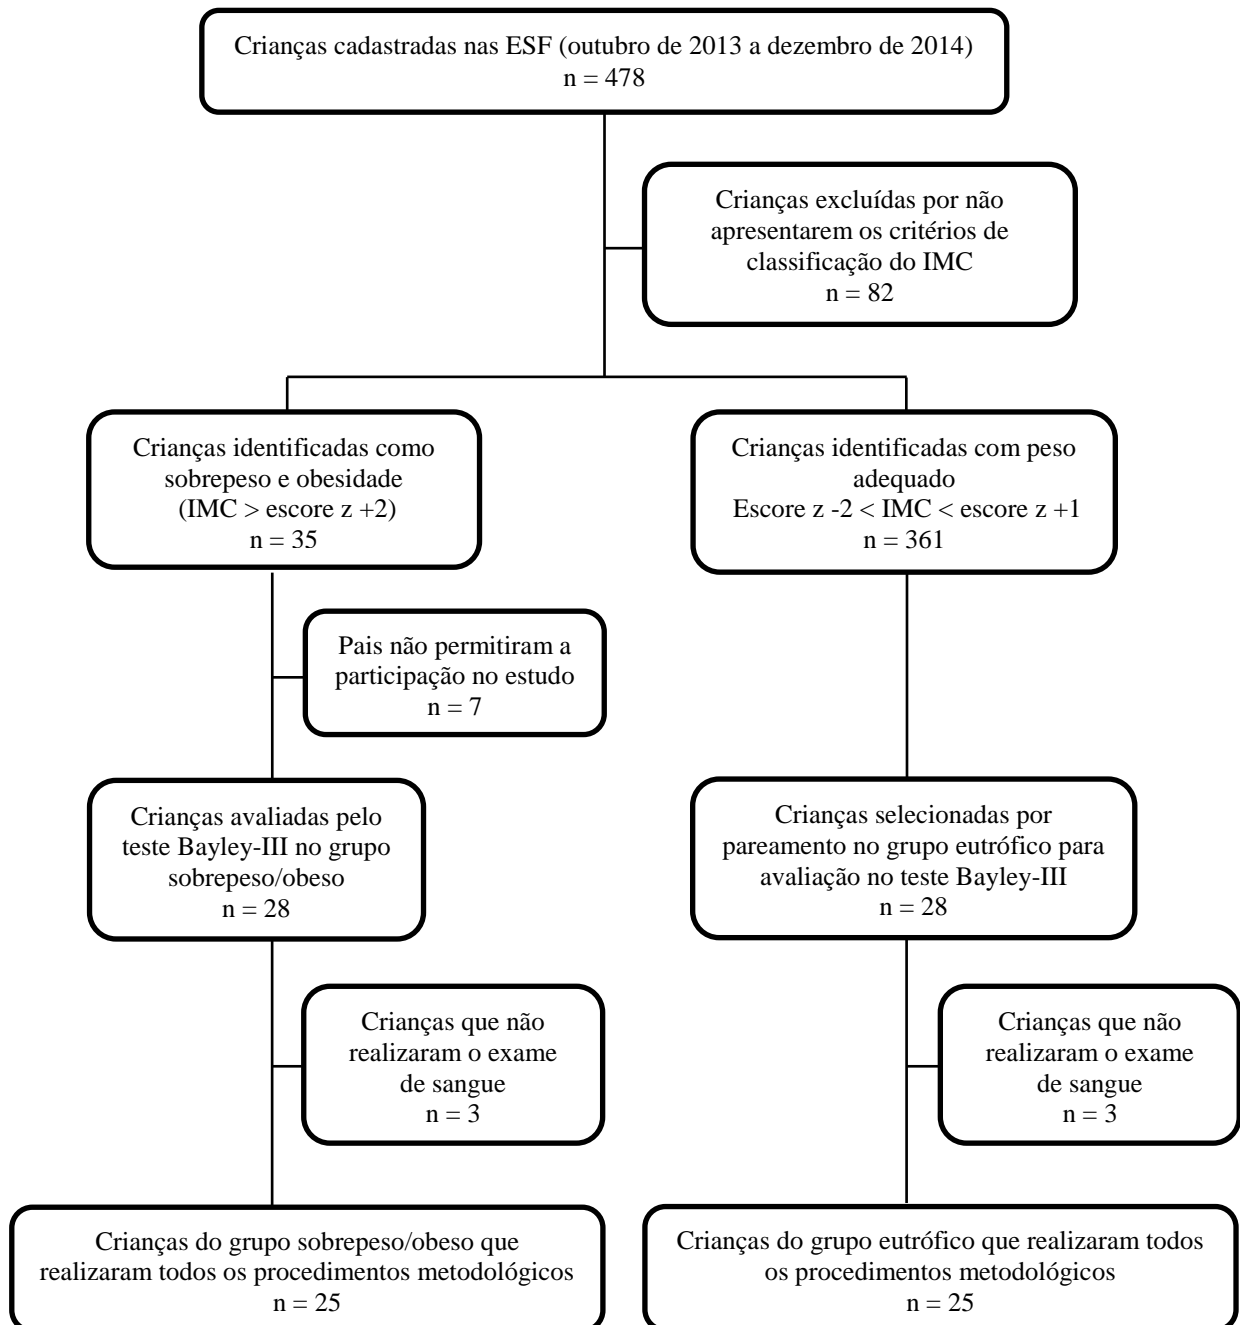 Crianças cadastradas nas ESF (outubro de 2013 a dezembro de 2014)
n = 478
Crianças excluídas por não
apresentarem os critérios de
classificação do IMC
n = 82
Crianças identificadas como
sobrepeso e obesidade
(IMC > escore z +2)
n = 35
Crianças identificadas com peso
adequado
Escore z -2 < IMC < escore z +1
n = 361
Pais não permitiram a
participação no estudo
n = 7
Crianças avaliadas pelo
teste Bayley-III no grupo
sobrepeso/obeso
n = 28
Crianças selecionadas por
pareamento no grupo eutrófico para
avaliação no teste Bayley-III
n = 28
Crianças que não
realizaram o exame
de sangue
n = 3
Crianças que não
realizaram o exame
de sangue
n = 3
Crianças do grupo sobrepeso/obeso que
realizaram todos os procedimentos metodológicos
n = 25
Crianças do grupo eutrófico que realizaram todos
os procedimentos metodológicos
n = 25